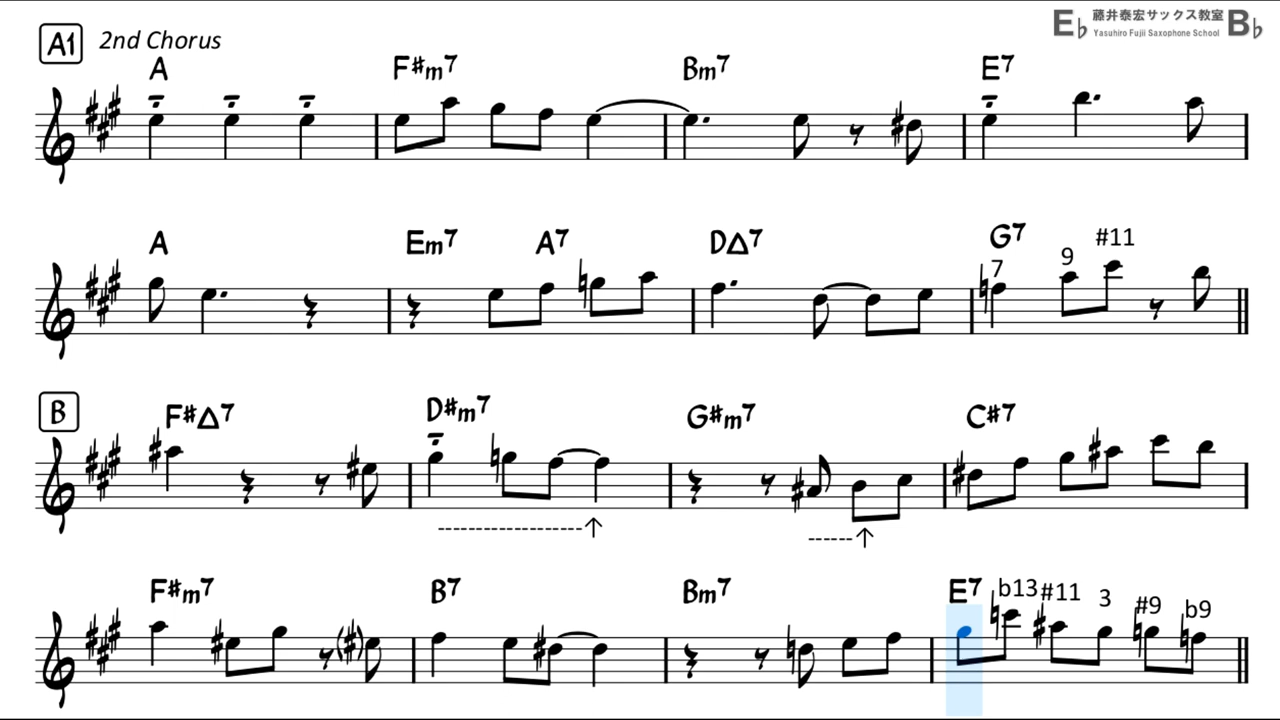 E♭ 藤井泰宏サックス教室 B♭
Yasuhiro Fujii Saxophone School
A1 2nd Chorus
A F#m7 Bm7 E7
A Em7 A7 D△7 G7
7 9 #11
B F#△7 D#m7 G#m7 C#7
-------------------↑ ------↑
F#m7 B7 Bm7 E7
b13 #11 3 #9 b9